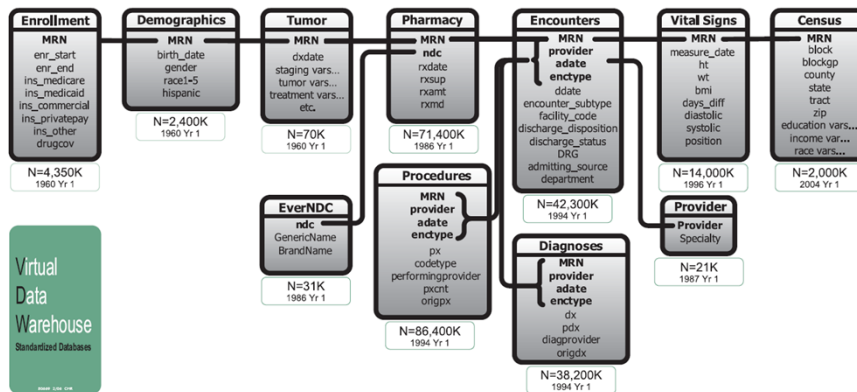 Enrollment
MRN
enr_start
enr_end
ins_medicare
ins_medicaid
ins_commercial
ins_privatepay
ins_other
drugcov
N=4,350K
1960 Yr 1
Demographics
MRN
birth_date
gender
race1-5
hispanic
N=2,400K
1960 Yr 1
Tumor
MRN
dxdate
staging vars...
tumor vars...
treatment vars...
etc.
N=70K
1960 Yr 1
Pharmacy
MRN
ndc
rxdate
rxsup
rxamt
rxmd
N=71,400K
1986 Yr 1
Encounters
MRN
provider
adate
enctype
ddate
encounter_subtype
facility_code
discharge_disposition
discharge_status
DRG
admitting_source
department
N=42,300K
1994 Yr 1
Vital Signs
MRN
measure_date
ht
wt
bmi
days_diff
diastolic
systolic
position
N=14,000K
1996 Yr 1
Census
MRN
block
blockgp
county
state
tract
zip
education vars...
income var...
race vars...
N=2,000K
2004 Yr 1
EverNDC
ndc
GenericName
BrandName
N=31K
1986 Yr 1
Procedures
MRN
provider
adate
enctype
px
codetype
performingprovider
pxcnt
origpx
N=86,400K
1994 Yr 1
Diagnoses
MRN
provider
adate
enctype
dx
pdx
diagprovider
origdx
N=38,200K
1994 Yr 1
Provider
Provider
Specialty
N=21K
1987 Yr 1
Virtual
Data
Warehouse
Standardized Databases